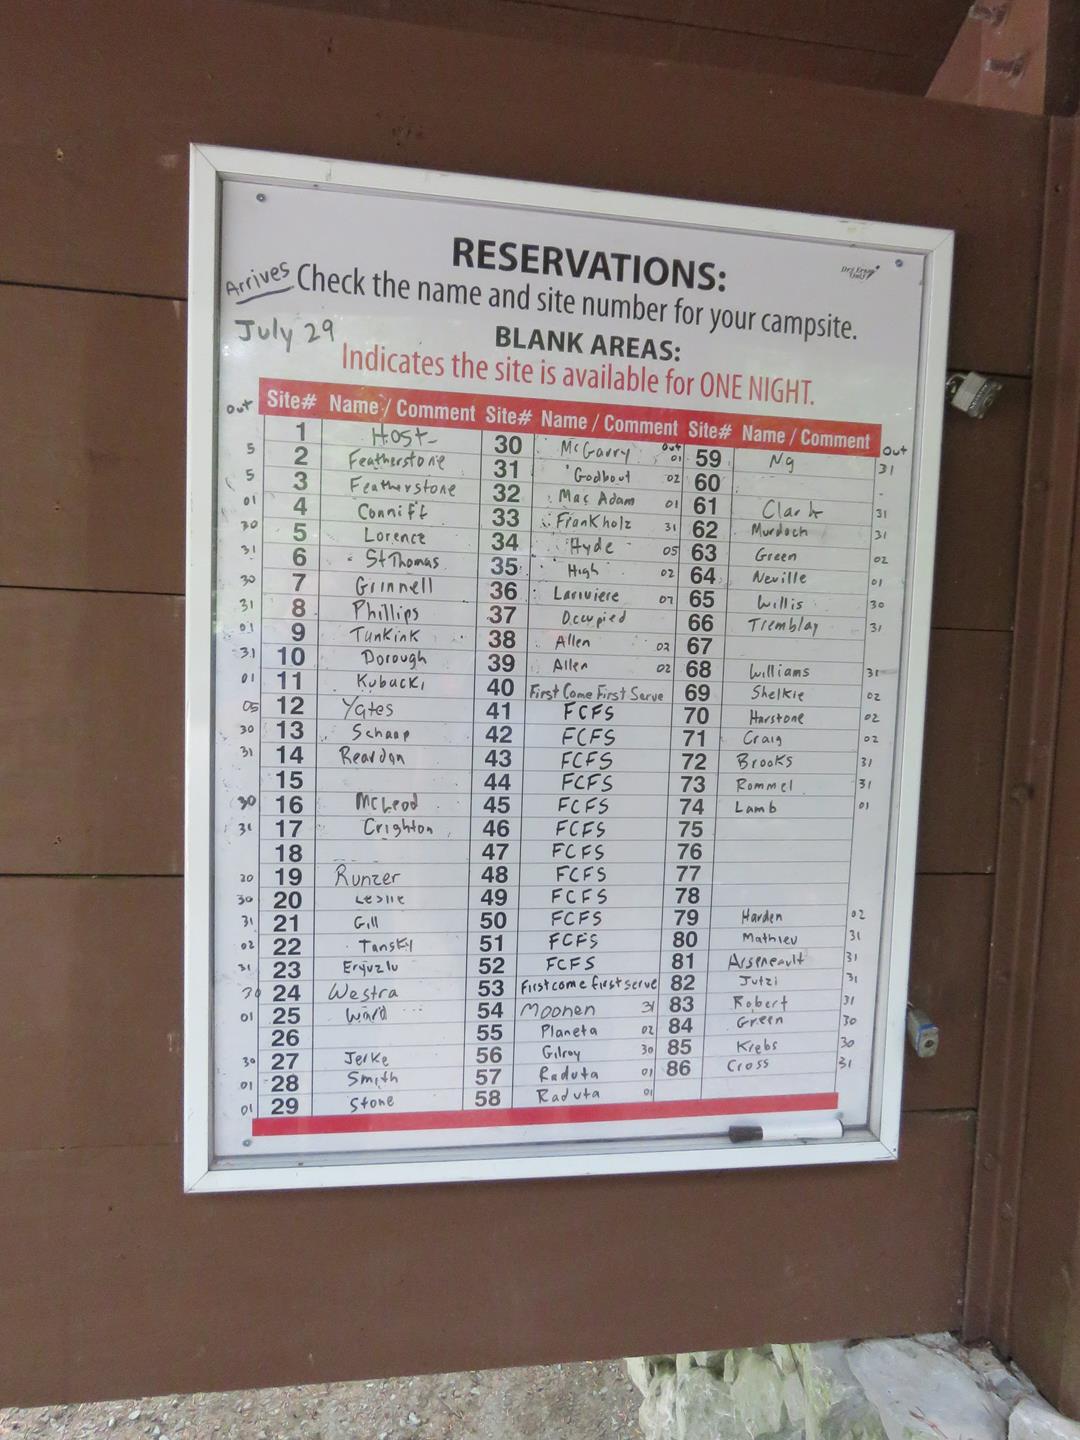 RESERVATIONS:
Arrives Check the name and site number for your campsite.
July 29
BLANK AREAS:
Indicates the site is available for ONE NIGHT.
out Site# Name / Comment Site# Name / Comment Site# Name / Comment out
1 HOST 30 McGarry out 01 59 Ng 31
5 2 Featherstone 31 Godbout 02 60
5 3 Featherstone 32 Mac Adam 01 61 Clark 31
01 4 Conniff 33 Frankholz 31 62 Murdoch 31
30 5 Lorence 34 Hyde 05 63 Green 02
31 6 St Thomas 35 High 02 64 Neville 01
30 7 Grinnell 36 Lariviere 07 65 Willis 30
31 8 Phillips 37 Occupied 66 Tremblay 31
01 9 Tunkink 38 Allen 02 67
31 10 Dorough 39 Allen 02 68 Williams 31
01 11 Kubacki 40 First Come First Serve 69 Shelkie 02
05 12 Yates 41 FCFS 70 Harstone 02
30 13 Schaap 42 FCFS 71 Craig 02
31 14 Reardon 43 FCFS 72 Brooks 31
15 44 FCFS 73 Rommel 31
30 16 McLeod 45 FCFS 74 Lamb 01
31 17 Crighton 46 FCFS 75
18 47 FCFS 76
30 19 Runzer 48 FCFS 77
30 20 Leslie 49 FCFS 78
31 21 Gill 50 FCFS 79 Harden 02
02 22 Tansky 51 FCFS 80 Mathieu 31
31 23 52 FCFS 81 Arseneault 31
30 24 Westra 53 First come first serve 82 Jutzi 31
01 25 Ward 54 Moonen 31 83 Robert 31
26 55 Planeta 02 84 Green 30
30 27 Jerke 56 Gilroy 30 85 Krebs 30
01 28 Smith 57 Raduta 01 86 Cross 31
01 29 Stone 58 Raduta 01